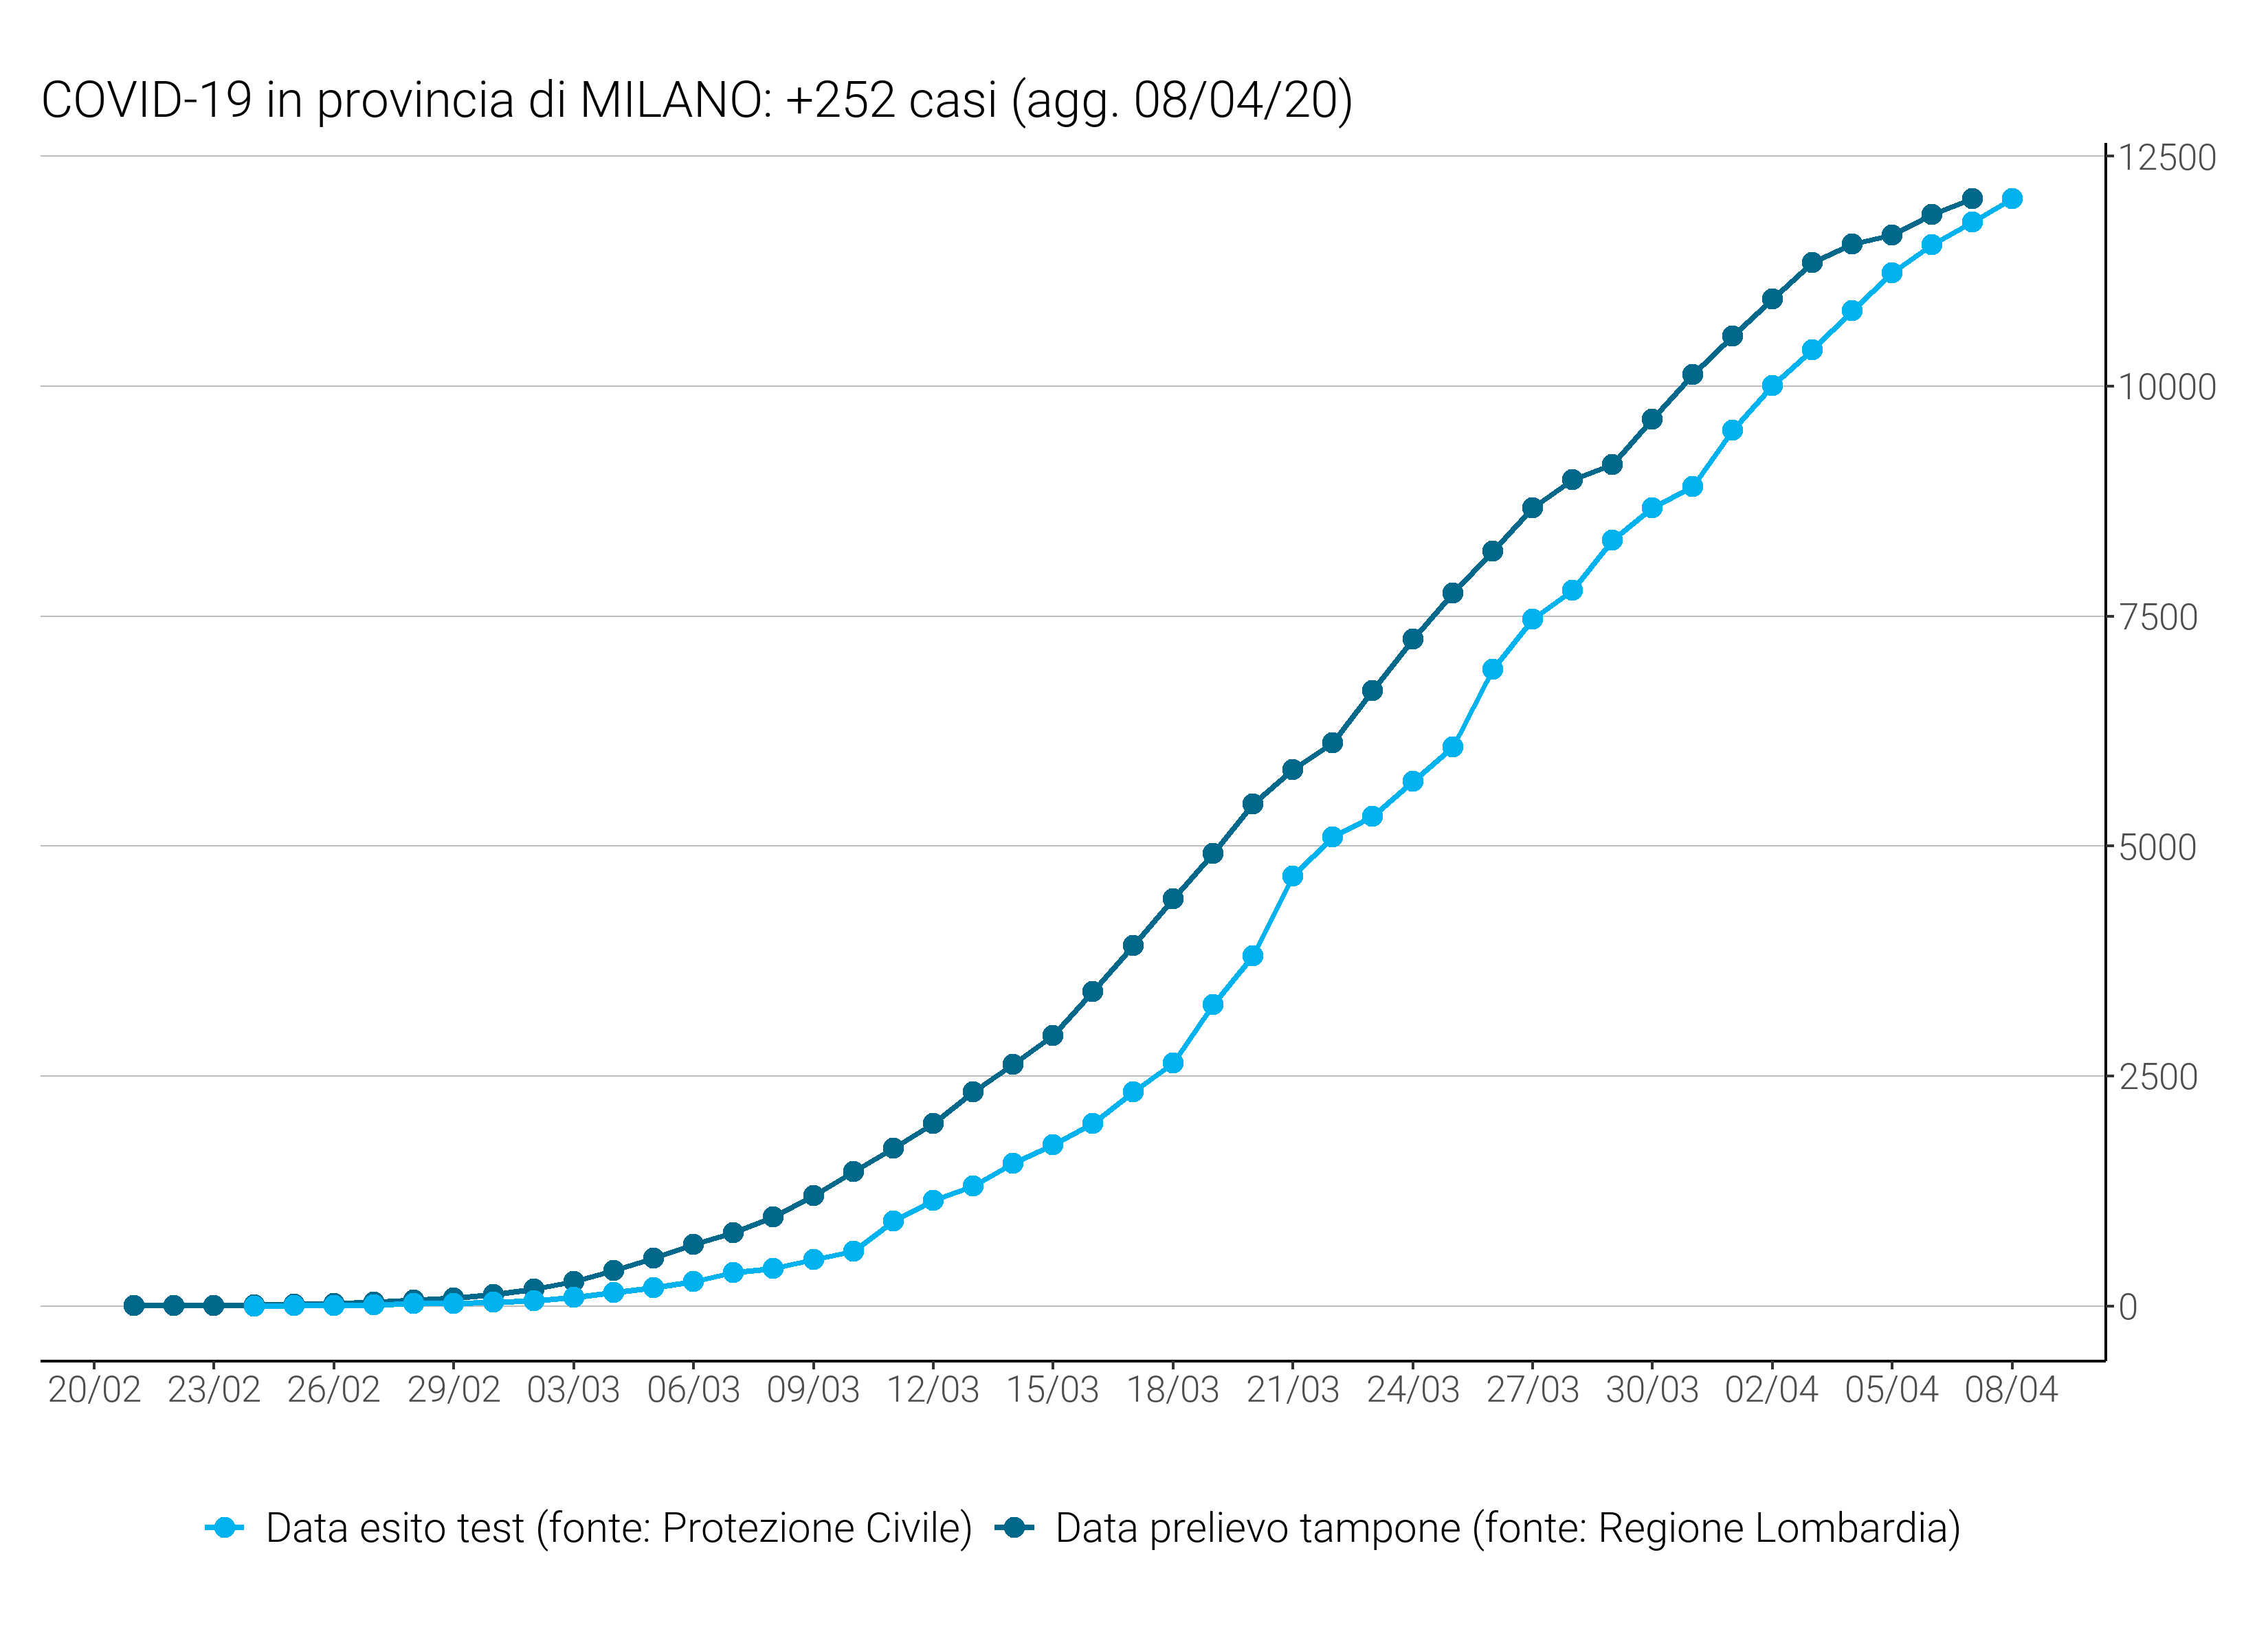 COVID-19 in provincia di MILANO: +252 casi (agg. 08/04/20)
12500
10000
7500
5000
2500
0
20/02 23/02 26/02 29/02 03/03 06/03 09/03 12/03 15/03 18/03 21/03 24/03 27/03 30/03 02/04 05/04 08/04
Data esito test (fonte: Protezione Civile) Data prelievo tampone (fonte: Regione Lombardia)